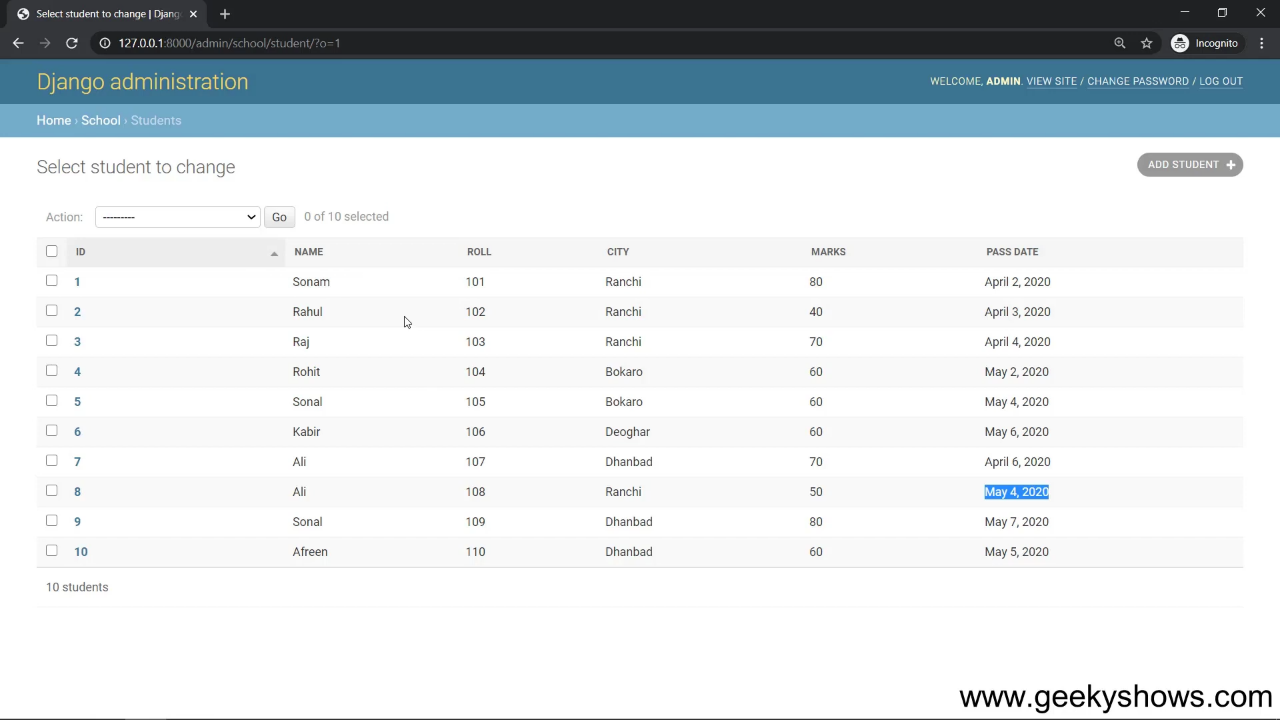 Select student to change | Djang
127.0.0.1:8000/admin/school/student/?o=1
Incognito
Django administration
WELCOME, ADMIN. VIEW SITE / CHANGE PASSWORD / LOG OUT
Home › School › Students
Select student to change
ADD STUDENT +
Action: --------- Go 0 of 10 selected
ID NAME ROLL CITY MARKS PASS DATE
1 Sonam 101 Ranchi 80 April 2, 2020
2 Rahul 102 Ranchi 40 April 3, 2020
3 Raj 103 Ranchi 70 April 4, 2020
4 Rohit 104 Bokaro 60 May 2, 2020
5 Sonal 105 Bokaro 60 May 4, 2020
6 Kabir 106 Deoghar 60 May 6, 2020
7 Ali 107 Dhanbad 70 April 6, 2020
8 Ali 108 Ranchi 50 May 4, 2020
9 Sonal 109 Dhanbad 80 May 7, 2020
10 Afreen 110 Dhanbad 60 May 5, 2020
10 students
www.geekyshows.com